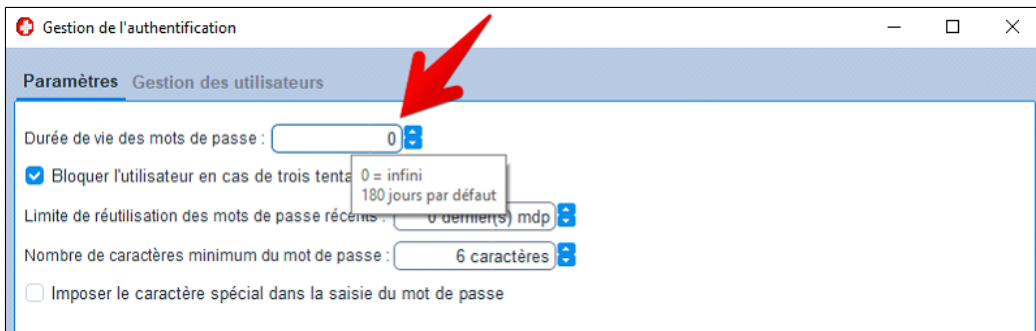 Gestion de l'authentification
Paramètres Gestion des utilisateurs
Durée de vie des mots de passe : 0
Bloquer l'utilisateur en cas de trois
0 = infini
180 jours par défaut
Limite de réutilisation des mots de passe récents : 0 dernier(s) mdp
Nombre de caractères minimum du mot de passe : 6 caractères
Imposer le caractère spécial dans la saisie du mot de passe